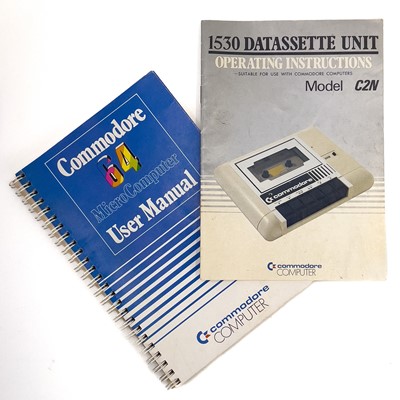 Commodore
64
MicroComputer
User Manual
commodore
COMPUTER
1530 DATASSETTE UNIT
OPERATING INSTRUCTIONS
- SUITABLE FOR USE WITH COMMODORE COMPUTERS
Model C2N
commodore
commodore
COMPUTER